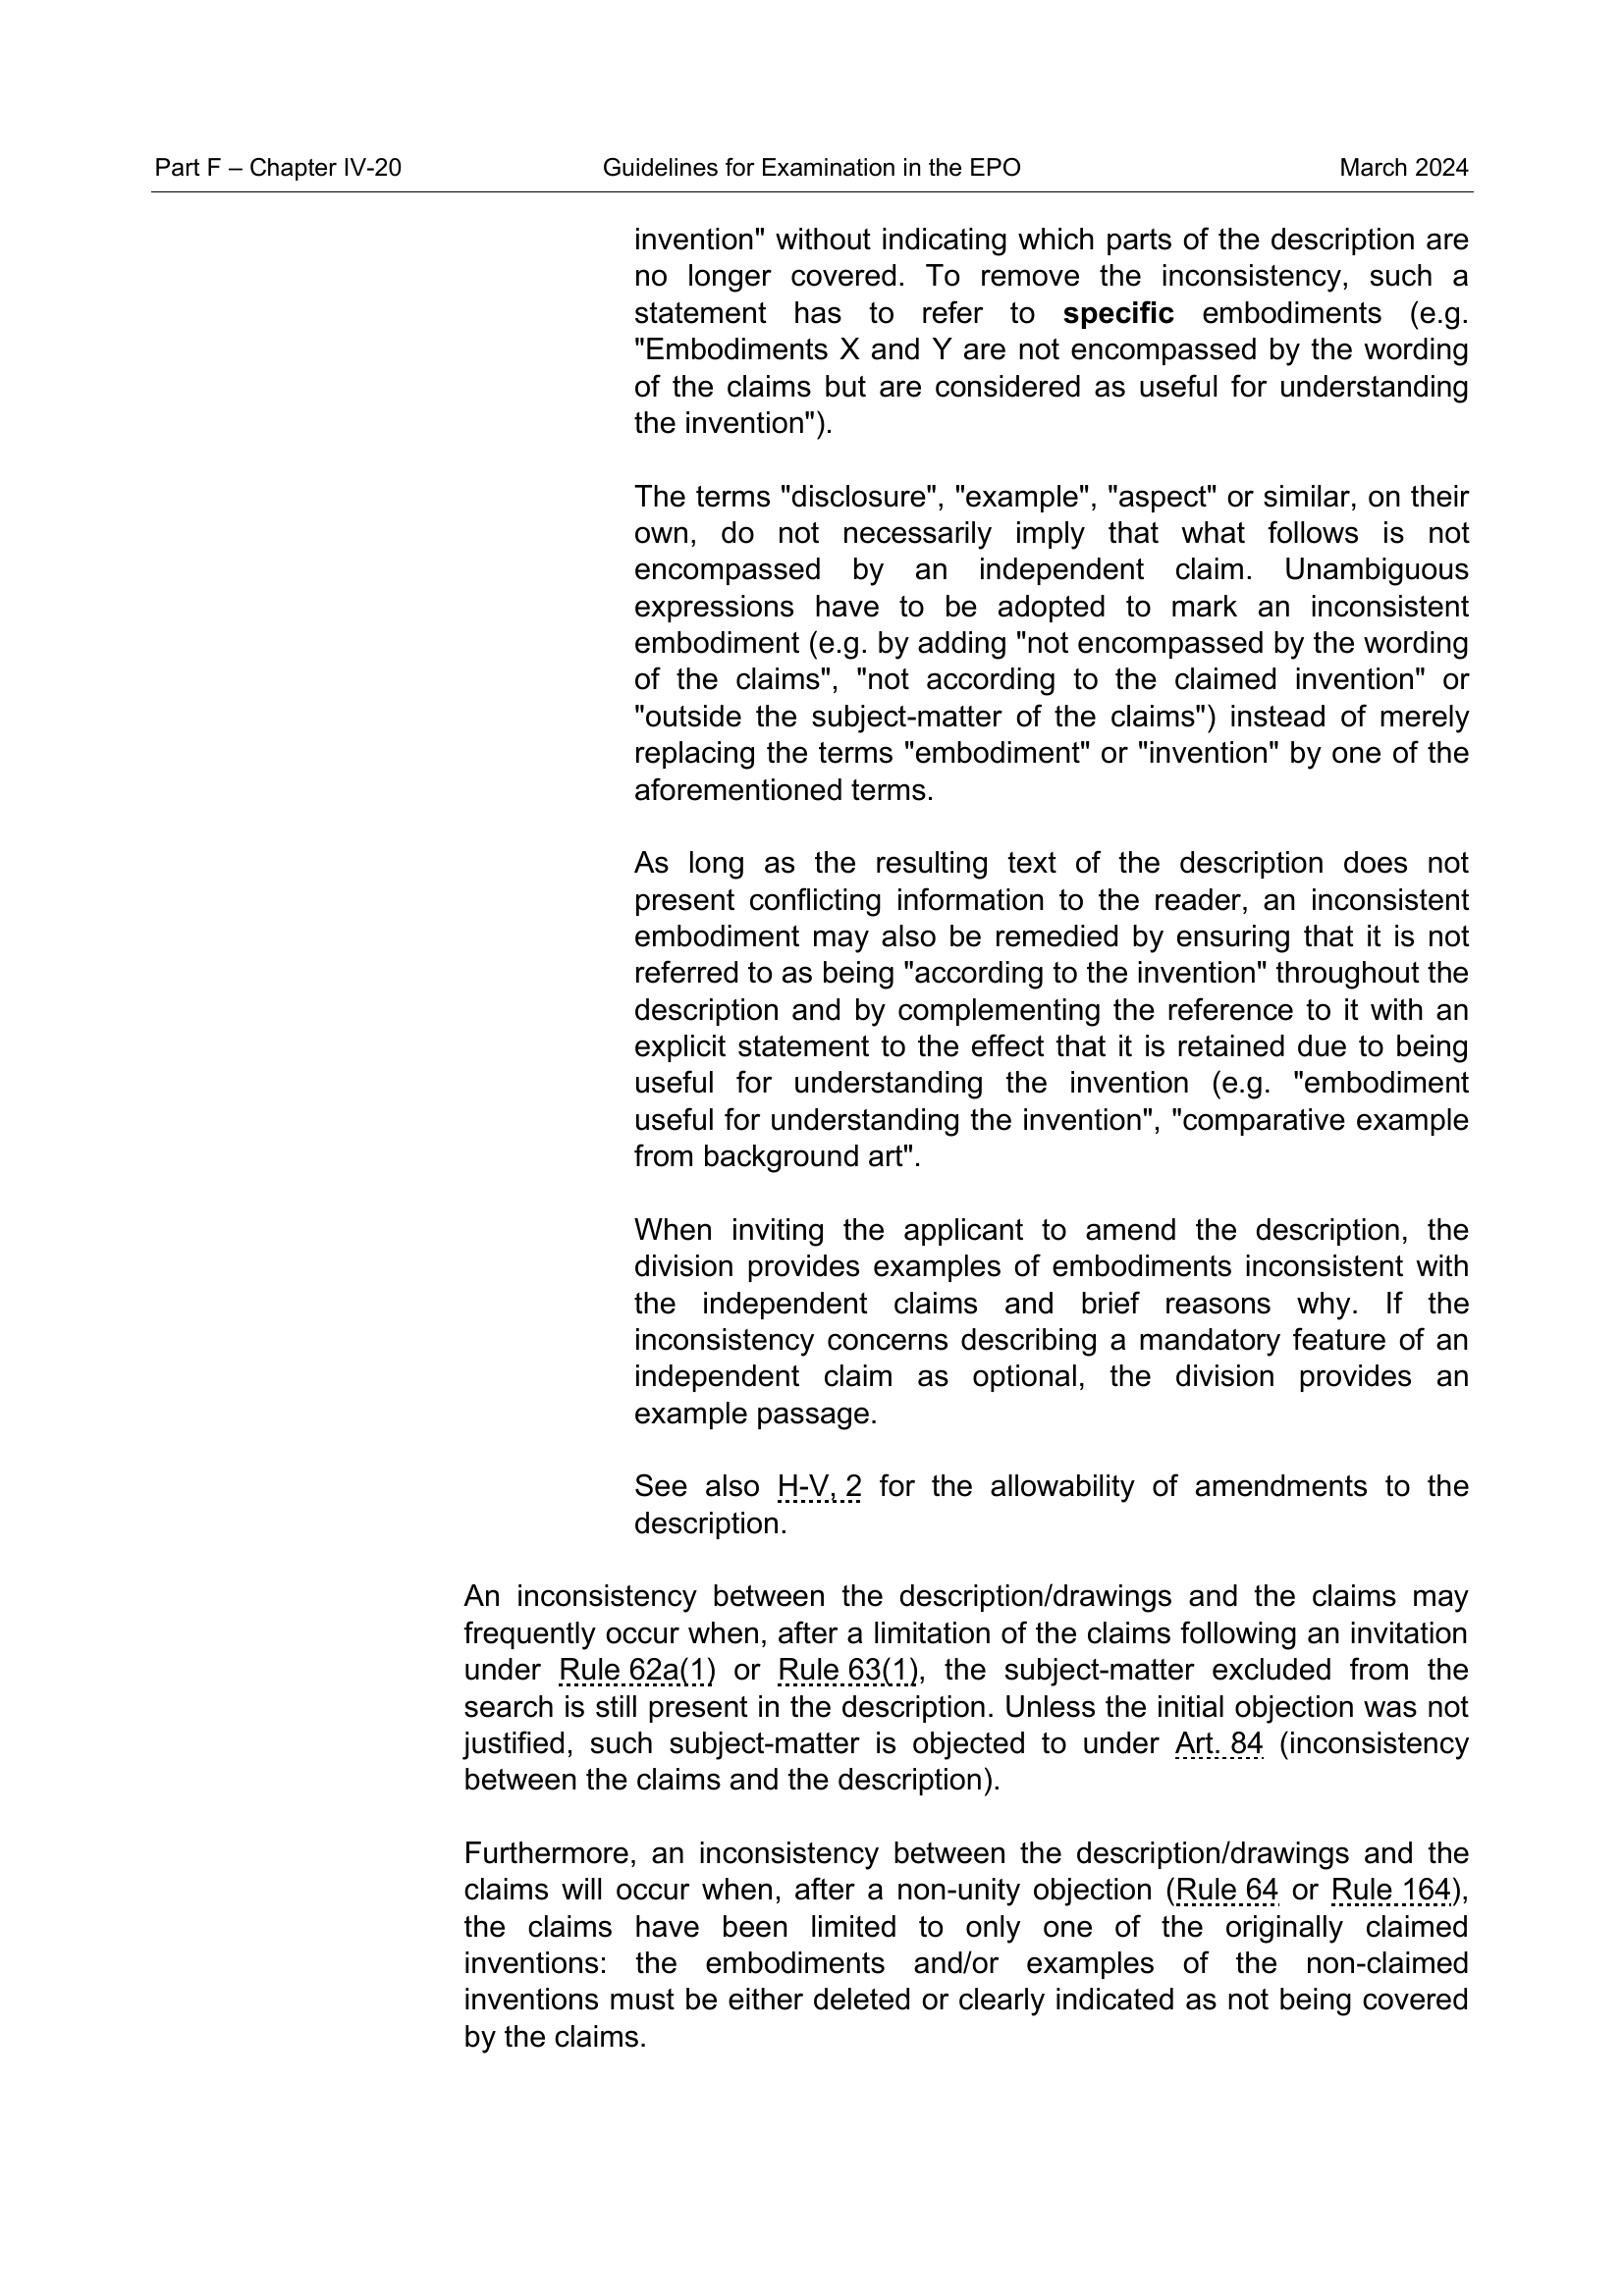 Part F – Chapter IV-20 Guidelines for Examination in the EPO March 2024
invention" without indicating which parts of the description are
no longer covered. To remove the inconsistency, such a
statement has to refer to specific embodiments (e.g.
"Embodiments X and Y are not encompassed by the wording
of the claims but are considered as useful for understanding
the invention").
The terms "disclosure", "example", "aspect" or similar, on their
own, do not necessarily imply that what follows is not
encompassed by an independent claim. Unambiguous
expressions have to be adopted to mark an inconsistent
embodiment (e.g. by adding "not encompassed by the wording
of the claims", "not according to the claimed invention" or
"outside the subject-matter of the claims") instead of merely
replacing the terms "embodiment" or "invention" by one of the
aforementioned terms.
As long as the resulting text of the description does not
present conflicting information to the reader, an inconsistent
embodiment may also be remedied by ensuring that it is not
referred to as being "according to the invention" throughout the
description and by complementing the reference to it with an
explicit statement to the effect that it is retained due to being
useful for understanding the invention (e.g. "embodiment
useful for understanding the invention", "comparative example
from background art".
When inviting the applicant to amend the description, the
division provides examples of embodiments inconsistent with
the independent claims and brief reasons why. If the
inconsistency concerns describing a mandatory feature of an
independent claim as optional, the division provides an
example passage.
See also H-V, 2 for the allowability of amendments to the
description.
An inconsistency between the description/drawings and the claims may
frequently occur when, after a limitation of the claims following an invitation
under Rule 62a(1) or Rule 63(1), the subject-matter excluded from the
search is still present in the description. Unless the initial objection was not
justified, such subject-matter is objected to under Art. 84 (inconsistency
between the claims and the description).
Furthermore, an inconsistency between the description/drawings and the
claims will occur when, after a non-unity objection (Rule 64 or Rule 164),
the claims have been limited to only one of the originally claimed
inventions: the embodiments and/or examples of the non-claimed
inventions must be either deleted or clearly indicated as not being covered
by the claims.